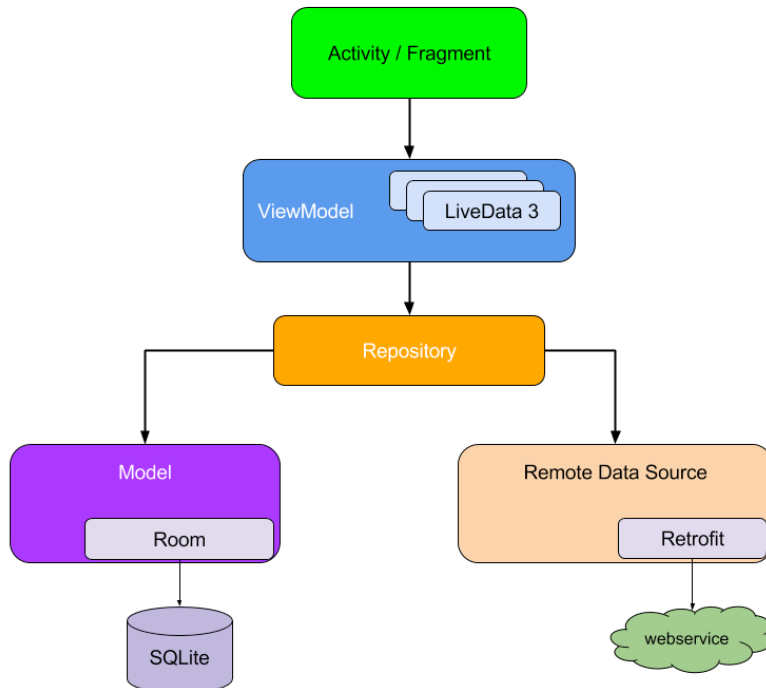 Activity / Fragment
ViewModel
LiveData 3
Repository
Model
Remote Data Source
Room
Retrofit
SQLite
webservice